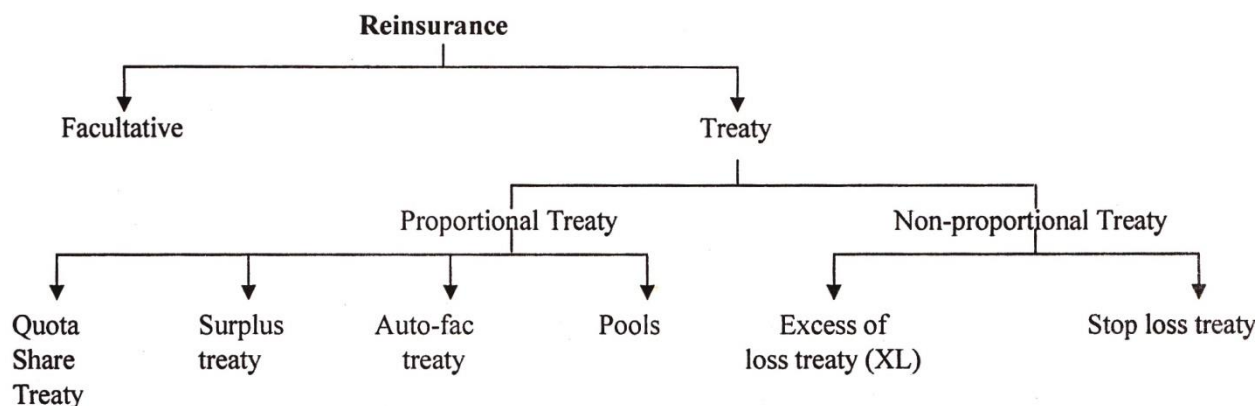 Reinsurance
Facultative
Treaty
Proportional Treaty
Non-proportional Treaty
Quota
Share
Treaty
Surplus
treaty
Auto-fac
treaty
Pools
Excess of
loss treaty (XL)
Stop loss treaty